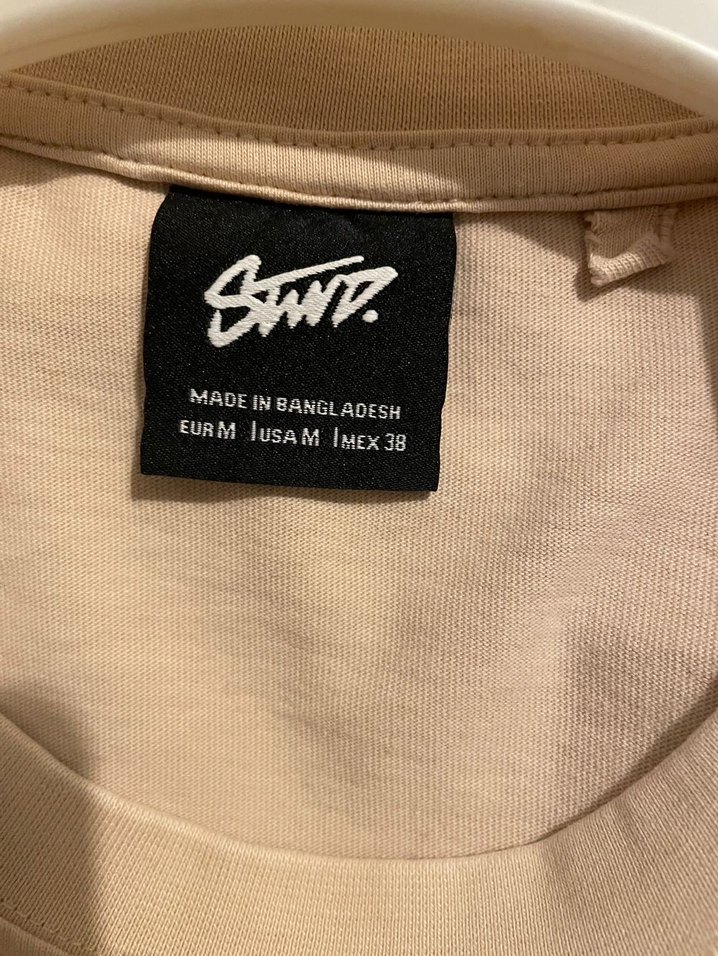 STWD.
MADE IN BANGLADESH
EUR M | USA M | MEX 38